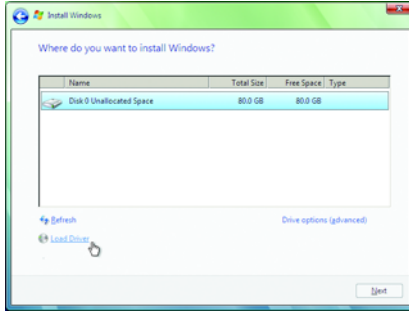 Install Windows
Where do you want to install Windows?
Name Total Size Free Space Type
Disk 0 Unallocated Space 80.0 GB 80.0 GB
Refresh Drive options (advanced)
Load Driver
Next